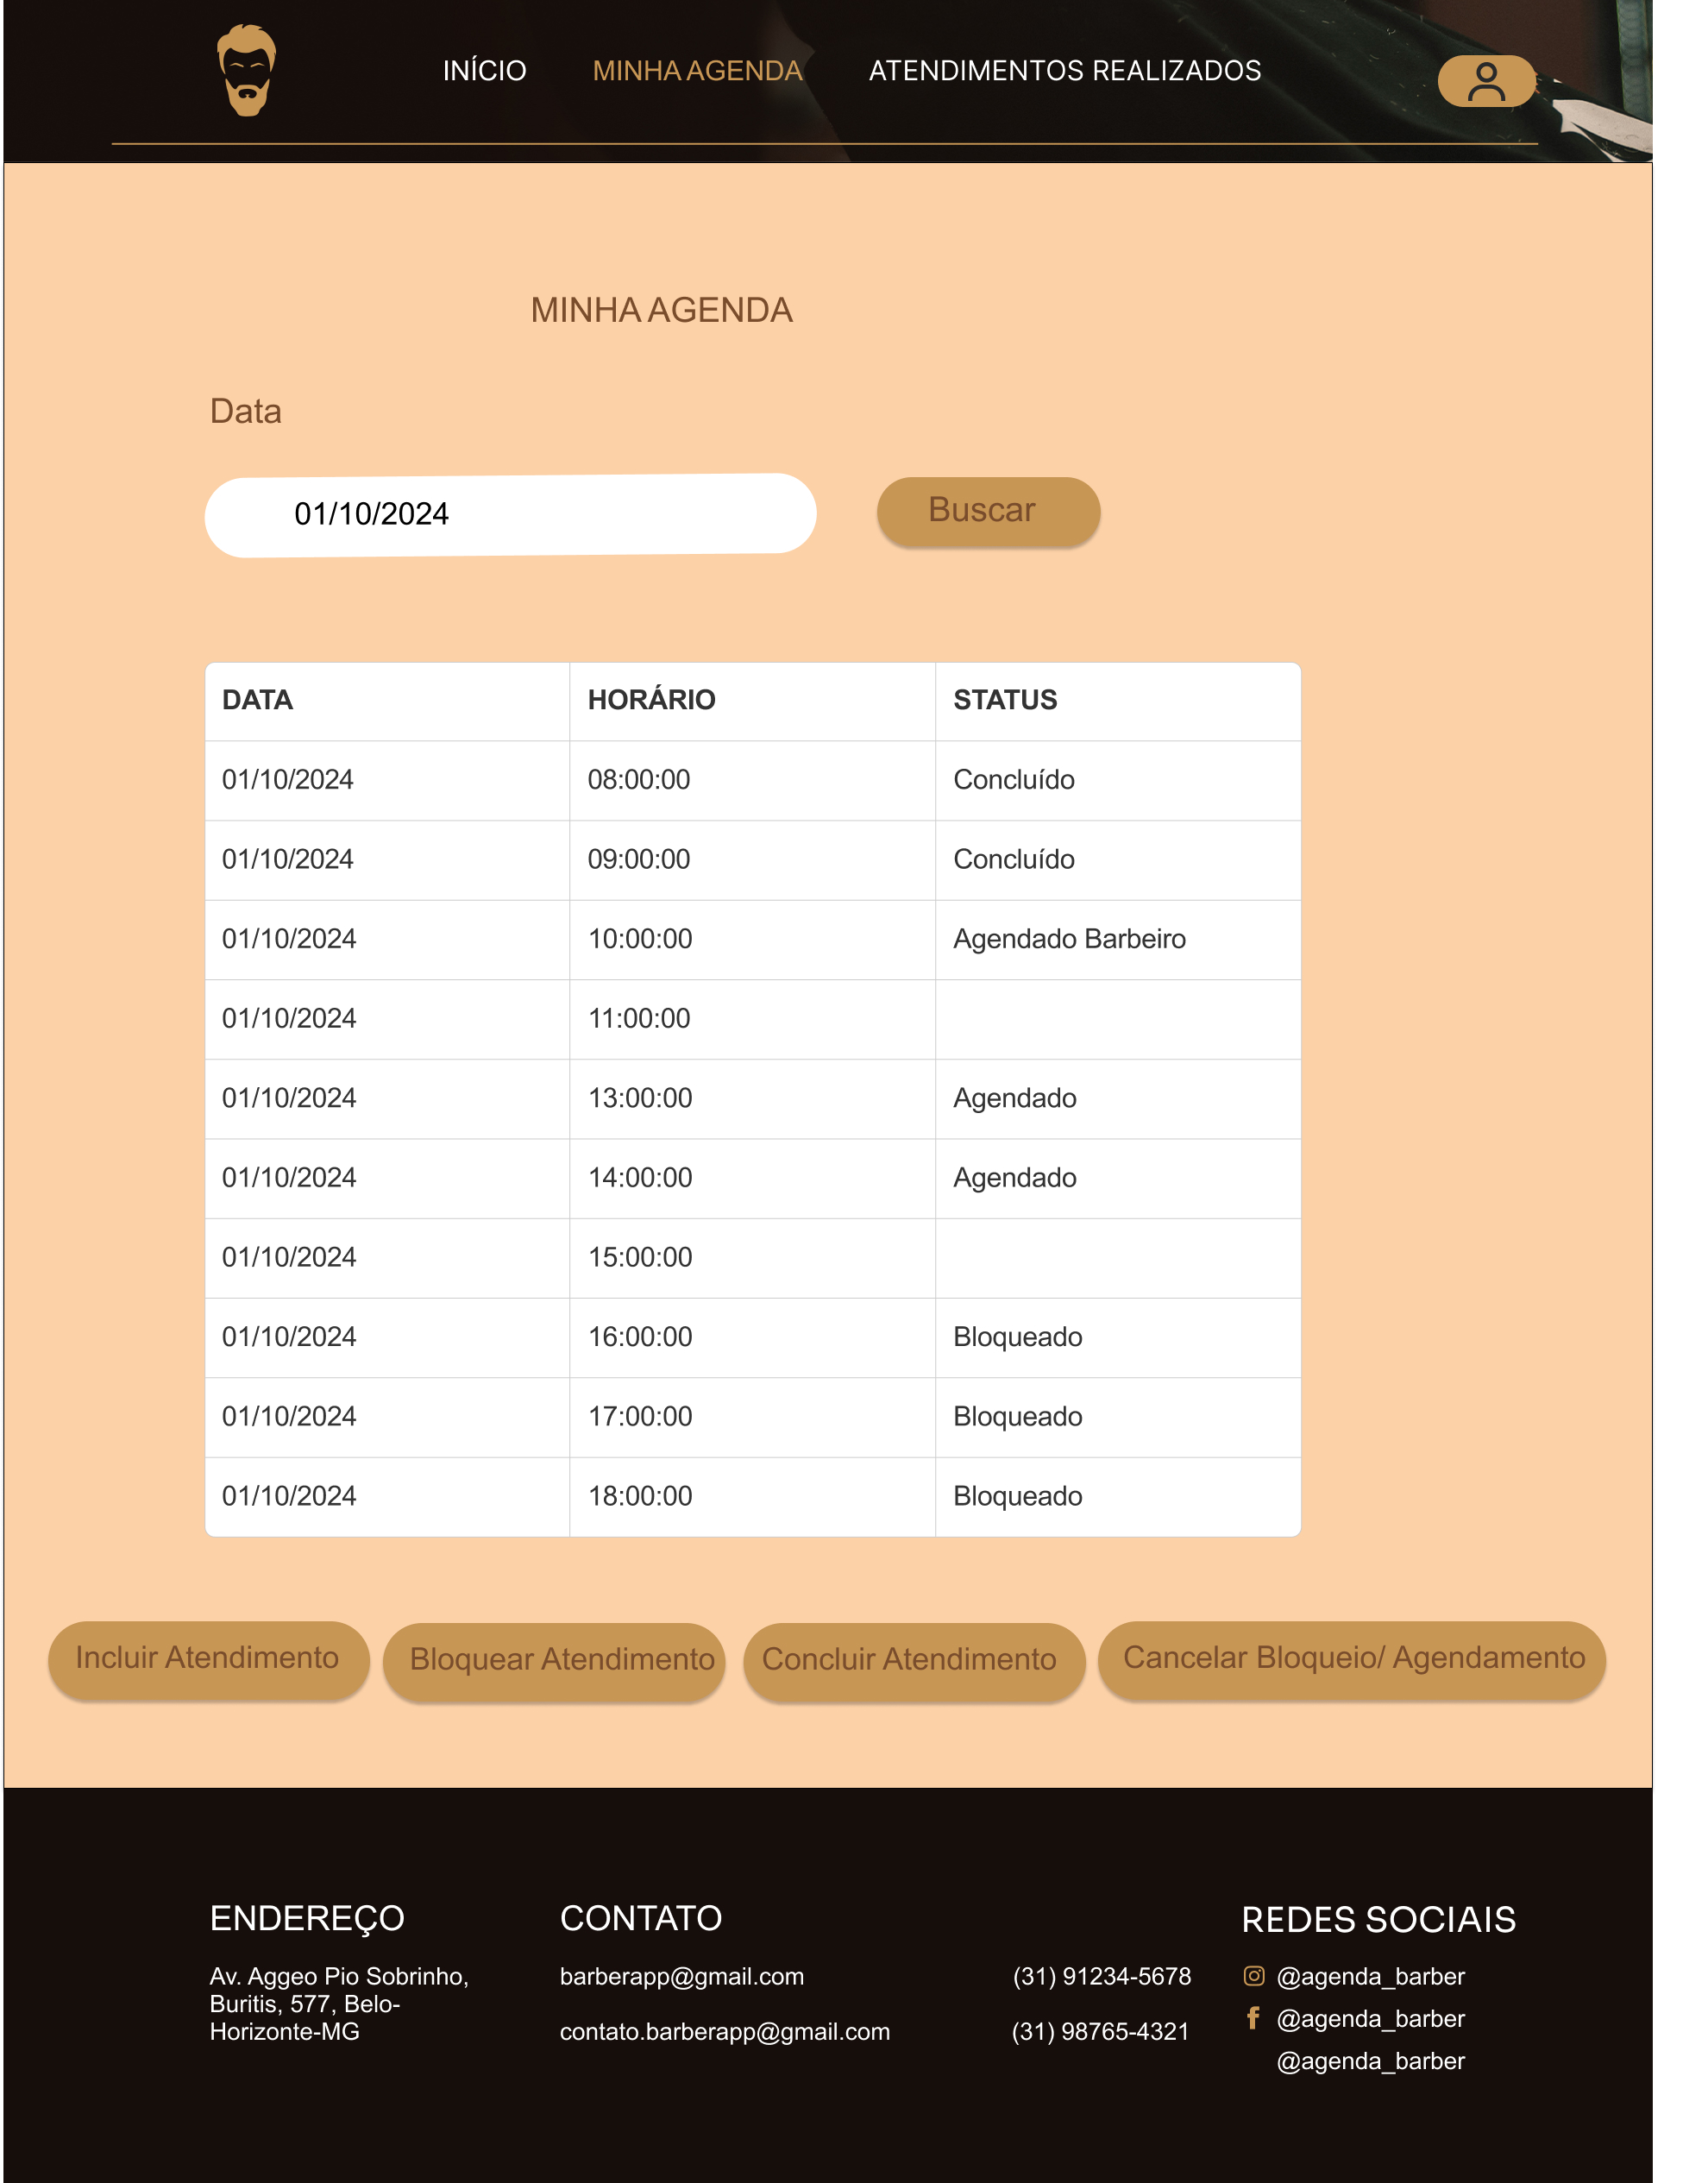 INÍCIO MINHA AGENDA ATENDIMENTOS REALIZADOS
MINHA AGENDA
Data
01/10/2024 Buscar
DATA HORÁRIO STATUS
01/10/2024 08:00:00 Concluído
01/10/2024 09:00:00 Concluído
01/10/2024 10:00:00 Agendado Barbeiro
01/10/2024 11:00:00
01/10/2024 13:00:00 Agendado
01/10/2024 14:00:00 Agendado
01/10/2024 15:00:00
01/10/2024 16:00:00 Bloqueado
01/10/2024 17:00:00 Bloqueado
01/10/2024 18:00:00 Bloqueado
Incluir Atendimento Bloquear Atendimento Concluir Atendimento Cancelar Bloqueio/ Agendamento
ENDEREÇO
Av. Aggeo Pio Sobrinho,
Buritis, 577, Belo-
Horizonte-MG
CONTATO
barberapp@gmail.com (31) 91234-5678
contato.barberapp@gmail.com (31) 98765-4321
REDES SOCIAIS
@agenda_barber
@agenda_barber
@agenda_barber